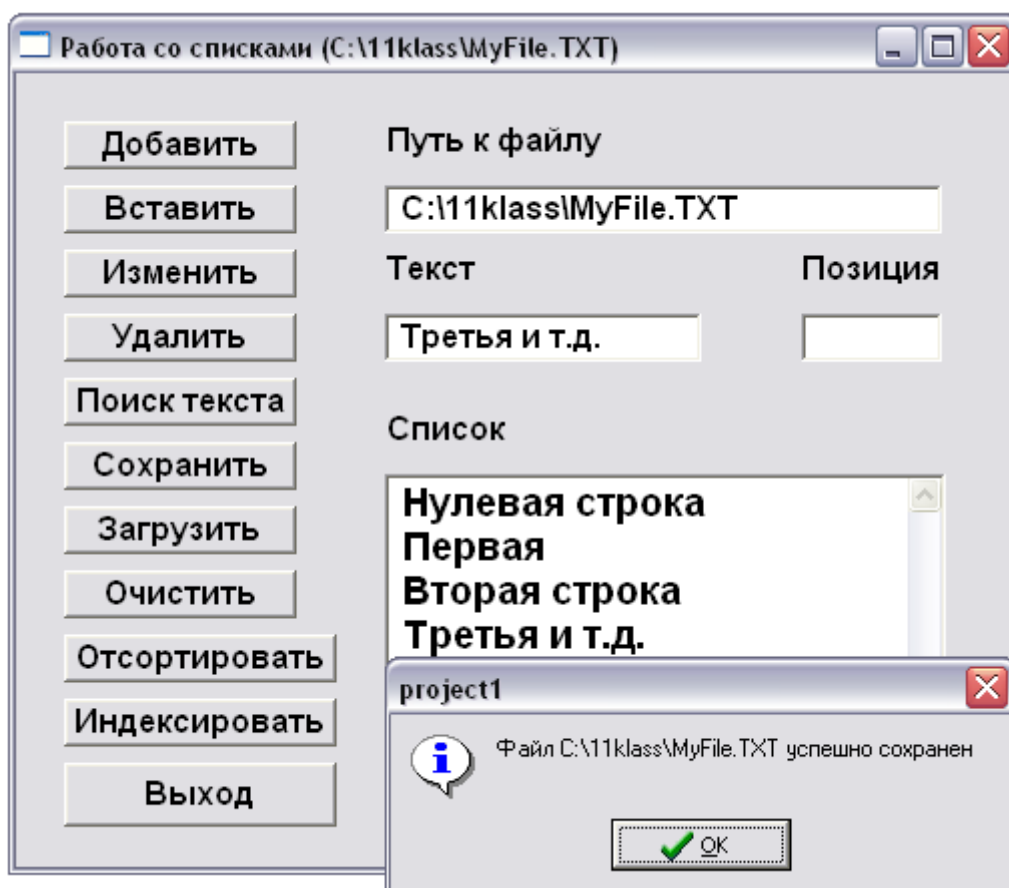 Работа со списками (C:\11klass\MyFile.TXT)
Добавить
Вставить
Изменить
Удалить
Поиск текста
Сохранить
Загрузить
Очистить
Отсортировать
Индексировать
Выход
Путь к файлу
C:\11klass\MyFile.TXT
Текст
Позиция
Третья и т.д.
Список
Нулевая строка
Первая
Вторая строка
Третья и т.д.
project1
Файл C:\11klass\MyFile.TXT успешно сохранен
OK